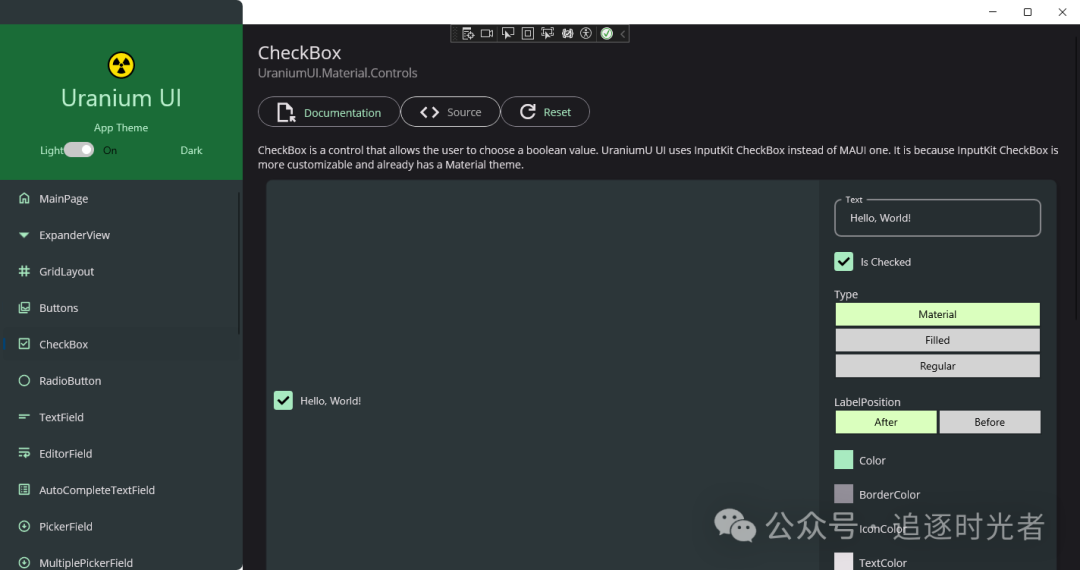 Uranium UI
App Theme
Light On Dark
MainPage
ExpanderView
GridLayout
Buttons
CheckBox
RadioButton
TextField
EditorField
AutoCompleteTextField
PickerField
MultiplePickerField
CheckBox
UraniumUI.Material.Controls
Documentation
Source
Reset
CheckBox is a control that allows the user to choose a boolean value. UraniumU UI uses InputKit CheckBox instead of MAUI one. It is because InputKit CheckBox is
more customizable and already has a Material theme.
Hello, World!
Text
Hello, World!
Is Checked
Type
Material
Filled
Regular
LabelPosition
After Before
Color
BorderColor
IconColor
TextColor
公众号 · 追逐时光者